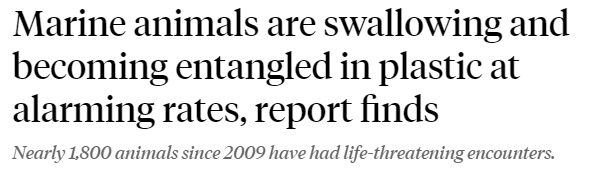 Marine animals are swallowing and
becoming entangled in plastic at
alarming rates, report finds
Nearly 1,800 animals since 2009 have had life-threatening encounters.